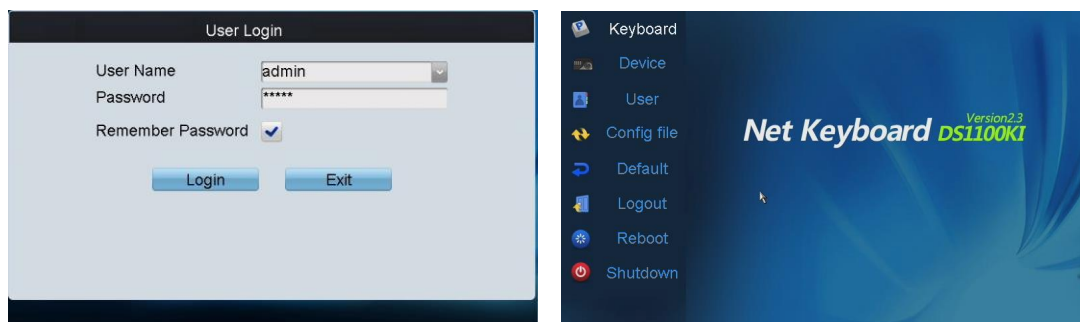 User Login
User Name admin
Password *****
Remember Password
Login Exit
Keyboard
Device
User
Config file
Default
Logout
Reboot
Shutdown
Version2.3
Net Keyboard DS1100KI